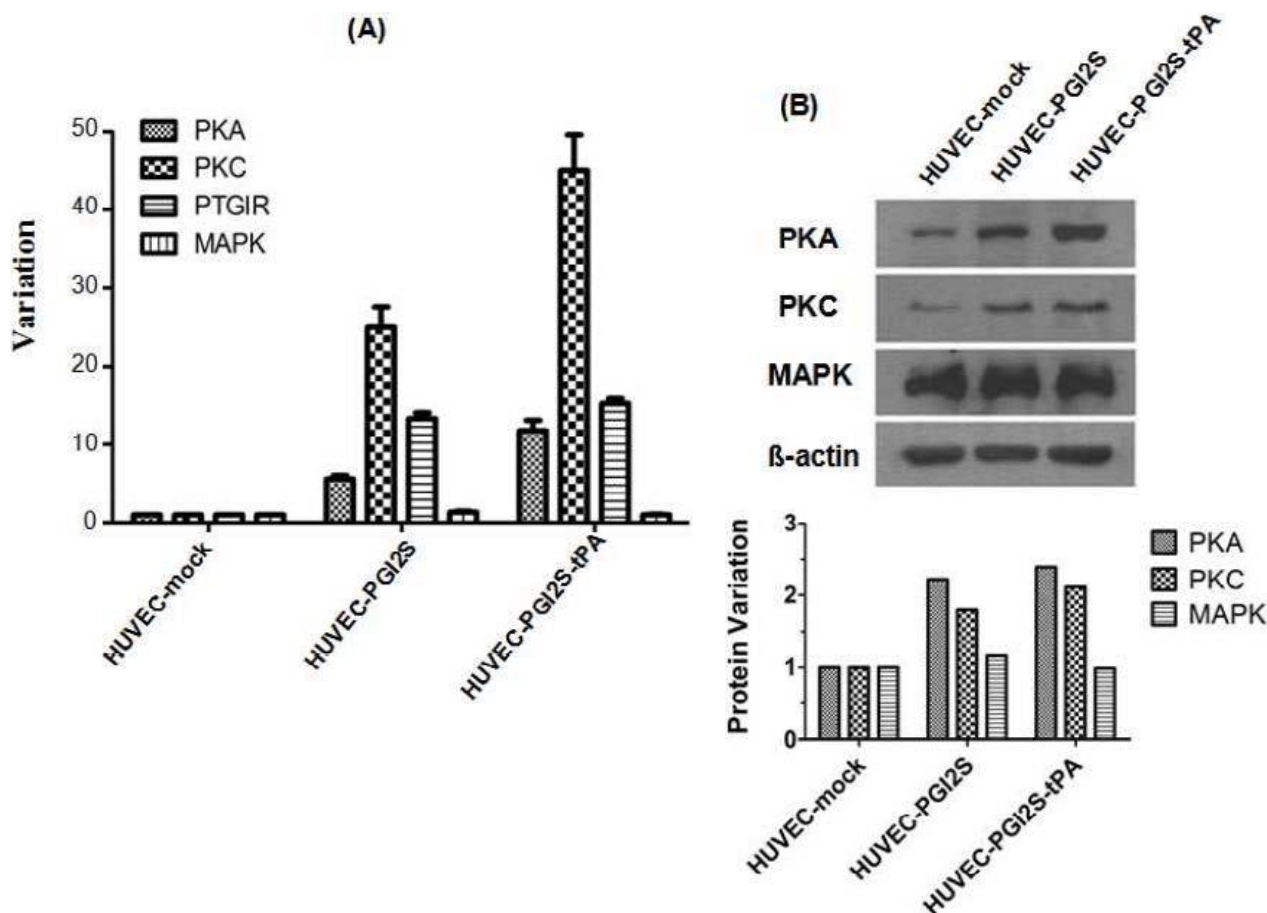 (A)
Variation
50
40
30
20
10
0
PKA
PKC
PTGIR
MAPK
HUVEC-mock
HUVEC-PGI2S
HUVEC-PGI2S-tPA
(B)
HUVEC-mock
HUVEC-PGI2S
HUVEC-PGI2S-tPA
PKA
PKC
MAPK
ß-actin
Protein Variation
3
2
1
0
PKA
PKC
MAPK
HUVEC-mock
HUVEC-PGI2S
HUVEC-PGI2S-tPA